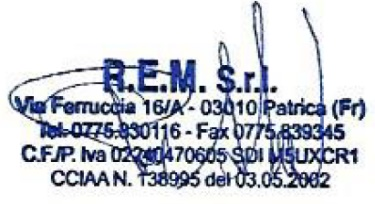 R.E.M. S.r.l.
Via Ferruccia 16/A - 03010 Patrica (Fr)
Tel. 0775.830116 - Fax 0775.839345
C.F./P. Iva 02240470605 SDI M5UXCR1
CCIAA N. 138995 del 03.05.2002